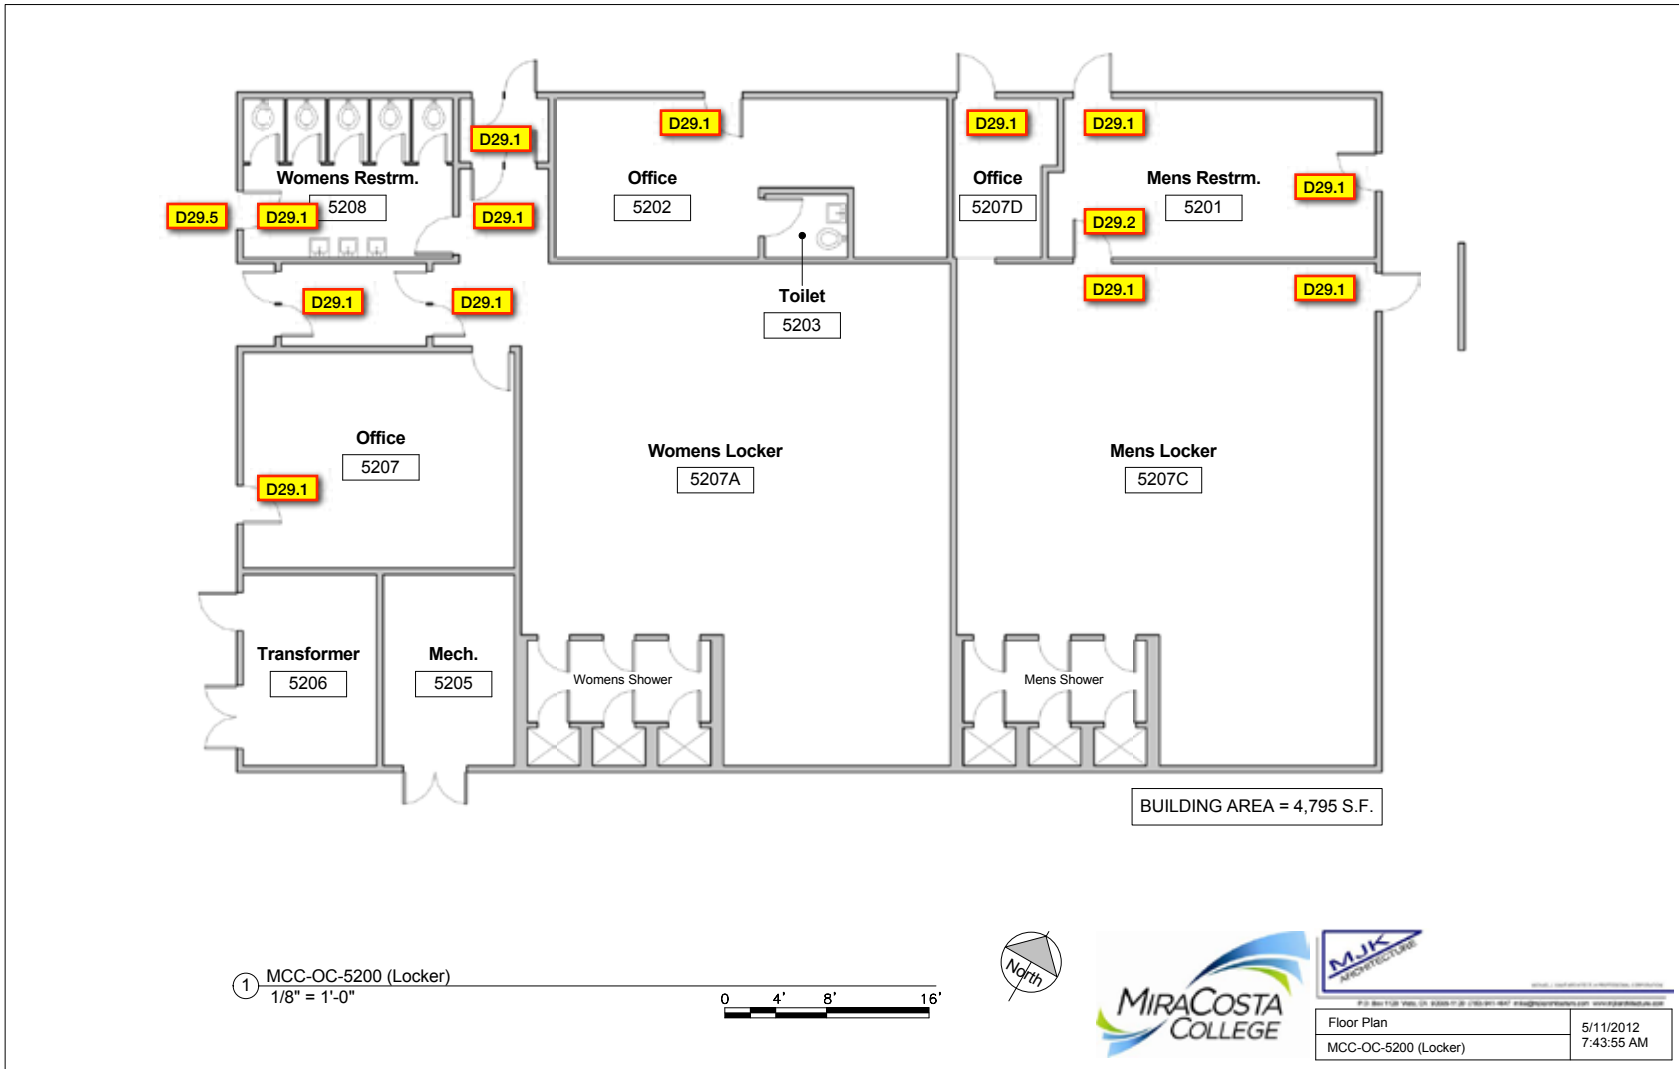 D29.1
D29.1
D29.1
D29.1
Womens Restrm.
5208
Office
5202
Office
5207D
Mens Restrm.
5201
D29.1
D29.5
D29.1
D29.1
D29.2
D29.1
D29.1
D29.1
D29.1
Toilet
5203
Office
5207
D29.1
Womens Locker
5207A
Mens Locker
5207C
Transformer
5206
Mech.
5205
Womens Shower
Mens Shower
BUILDING AREA = 4,795 S.F.
1
MCC-OC-5200 (Locker)
1/8" = 1'-0"
0 4' 8' 16'
North
MIRACOSTA
COLLEGE
MJK
ARCHITECTURE
Floor Plan
MCC-OC-5200 (Locker)
5/11/2012
7:43:55 AM